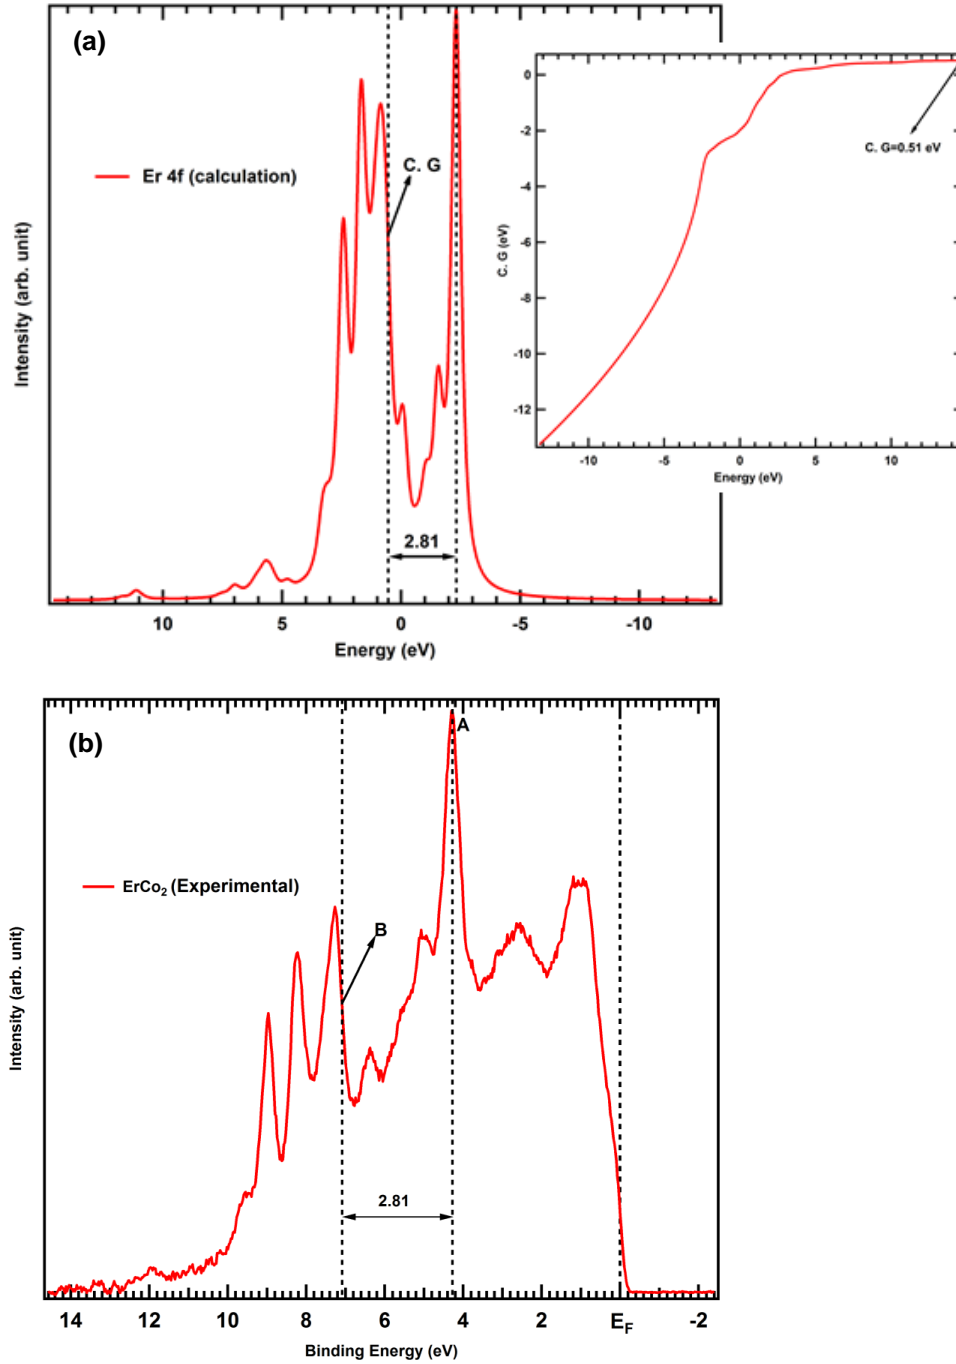 (a)
Er 4f (calculation)
C. G
2.81
Intensity (arb. unit)
10 5 0 -5 -10
Energy (eV)
0
-2
-4
-6
-8
-10
-12
C. G (eV)
C. G=0.51 eV
-10 -5 0 5 10
Energy (eV)
(b)
A
ErCo₂ (Experimental)
B
2.81
Intensity (arb. unit)
14 12 10 8 6 4 2 E_F -2
Binding Energy (eV)